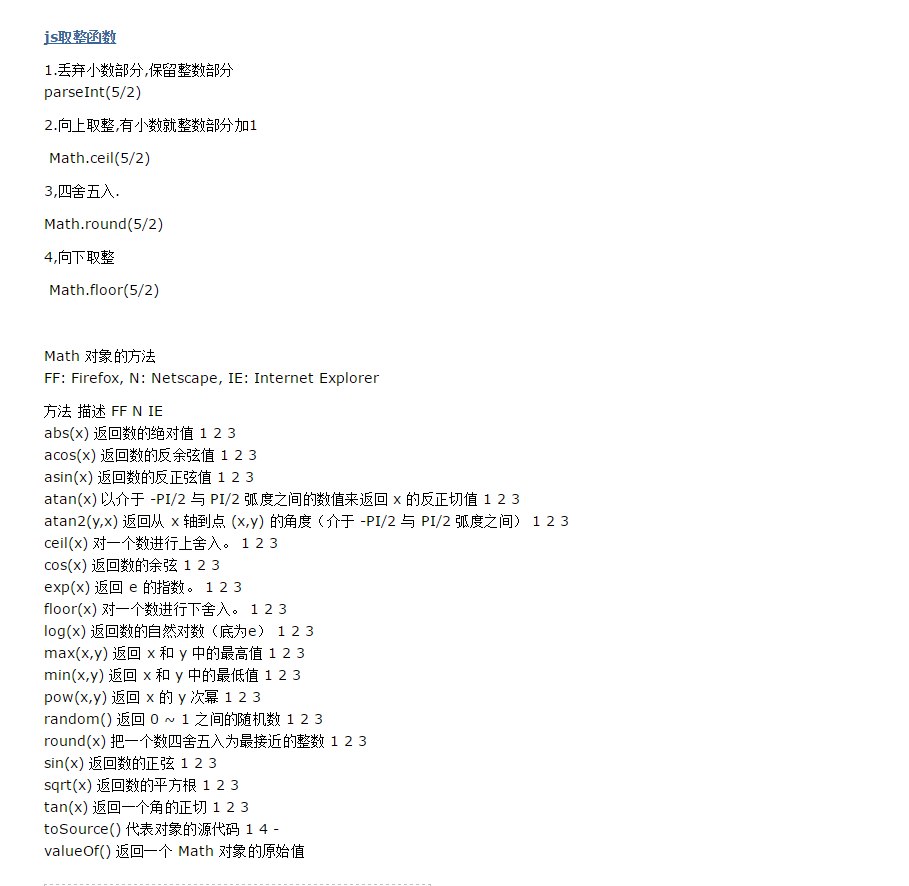 js取整函数
1.丢弃小数部分,保留整数部分
parseInt(5/2)
2.向上取整,有小数就整数部分加1
Math.ceil(5/2)
3,四舍五入.
Math.round(5/2)
4,向下取整
Math.floor(5/2)
Math 对象的方法
FF: Firefox, N: Netscape, IE: Internet Explorer
方法 描述 FF N IE
abs(x) 返回数的绝对值 1 2 3
acos(x) 返回数的反余弦值 1 2 3
asin(x) 返回数的反正弦值 1 2 3
atan(x) 以介于 -PI/2 与 PI/2 弧度之间的数值来返回 x 的反正切值 1 2 3
atan2(y,x) 返回从 x 轴到点 (x,y) 的角度（介于 -PI/2 与 PI/2 弧度之间） 1 2 3
ceil(x) 对一个数进行上舍入。 1 2 3
cos(x) 返回数的余弦 1 2 3
exp(x) 返回 e 的指数。 1 2 3
floor(x) 对一个数进行下舍入。 1 2 3
log(x) 返回数的自然对数（底为e） 1 2 3
max(x,y) 返回 x 和 y 中的最高值 1 2 3
min(x,y) 返回 x 和 y 中的最低值 1 2 3
pow(x,y) 返回 x 的 y 次幂 1 2 3
random() 返回 0 ~ 1 之间的随机数 1 2 3
round(x) 把一个数四舍五入为最接近的整数 1 2 3
sin(x) 返回数的正弦 1 2 3
sqrt(x) 返回数的平方根 1 2 3
tan(x) 返回一个角的正切 1 2 3
toSource() 代表对象的源代码 1 4 -
valueOf() 返回一个 Math 对象的原始值